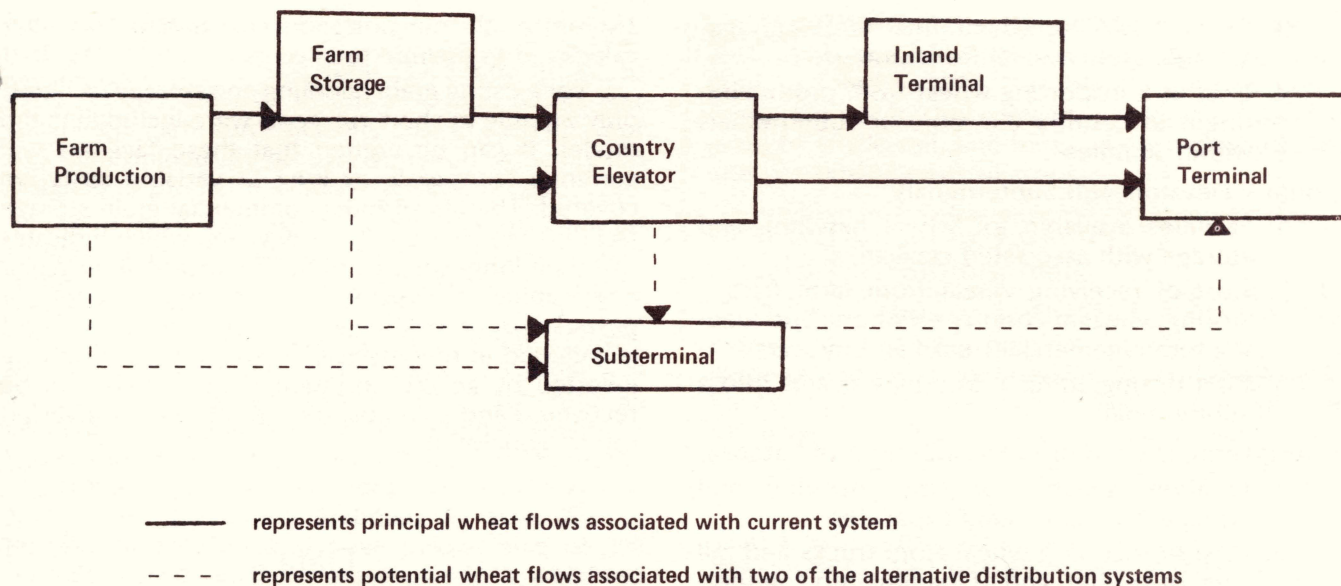 Farm
Storage
Inland
Terminal
Farm
Production
Country
Elevator
Port
Terminal
Subterminal
represents principal wheat flows associated with current system
represents potential wheat flows associated with two of the alternative distribution systems